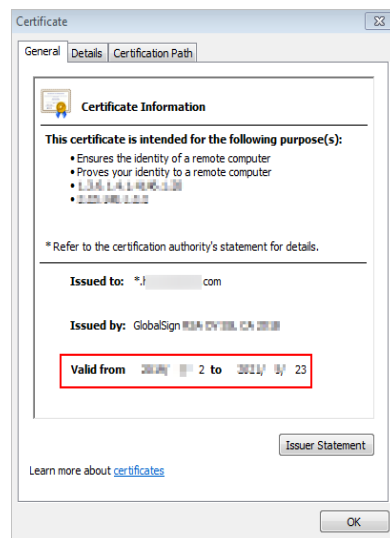 Certificate
General Details Certification Path
Certificate Information
This certificate is intended for the following purpose(s):
• Ensures the identity of a remote computer
• Proves your identity to a remote computer
* Refer to the certification authority's statement for details.
Issued to: *. com
Issued by: GlobalSign
Valid from 2 to 23
Issuer Statement
Learn more about certificates
OK